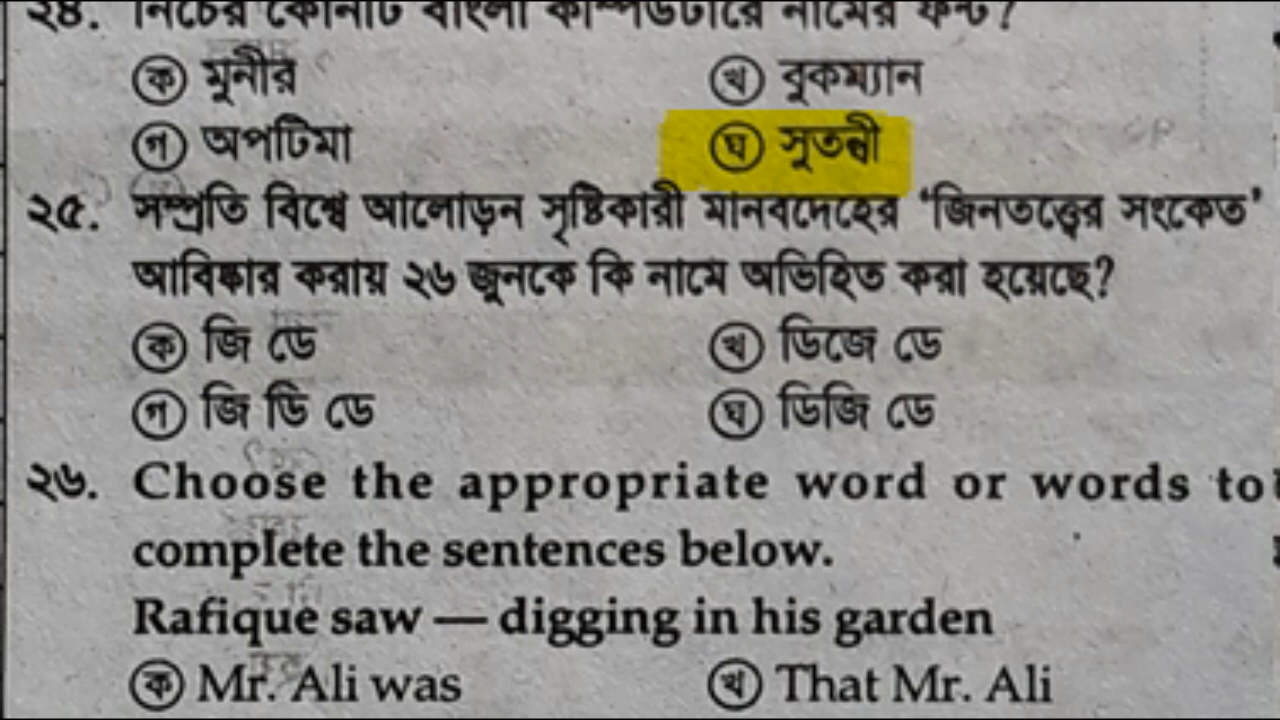 ২৪. নিচের কোনটি বাংলা কম্পিউটারে নামের ফন্ট?
ক মুনীর খ বুকম্যান
গ অপটিমা ঘ সুতন্বী
২৫. সম্প্রতি বিশ্বে আলোড়ন সৃষ্টিকারী মানবদেহের ‘জিনতত্ত্বের সংকেত’
আবিষ্কার করায় ২৬ জুনকে কি নামে অভিহিত করা হয়েছে?
ক জি ডে খ ডিজে ডে
গ জি ডি ডে ঘ ডিজি ডে
২৬. Choose the appropriate word or words to
complete the sentences below.
Rafique saw — digging in his garden
ক Mr. Ali was খ That Mr. Ali